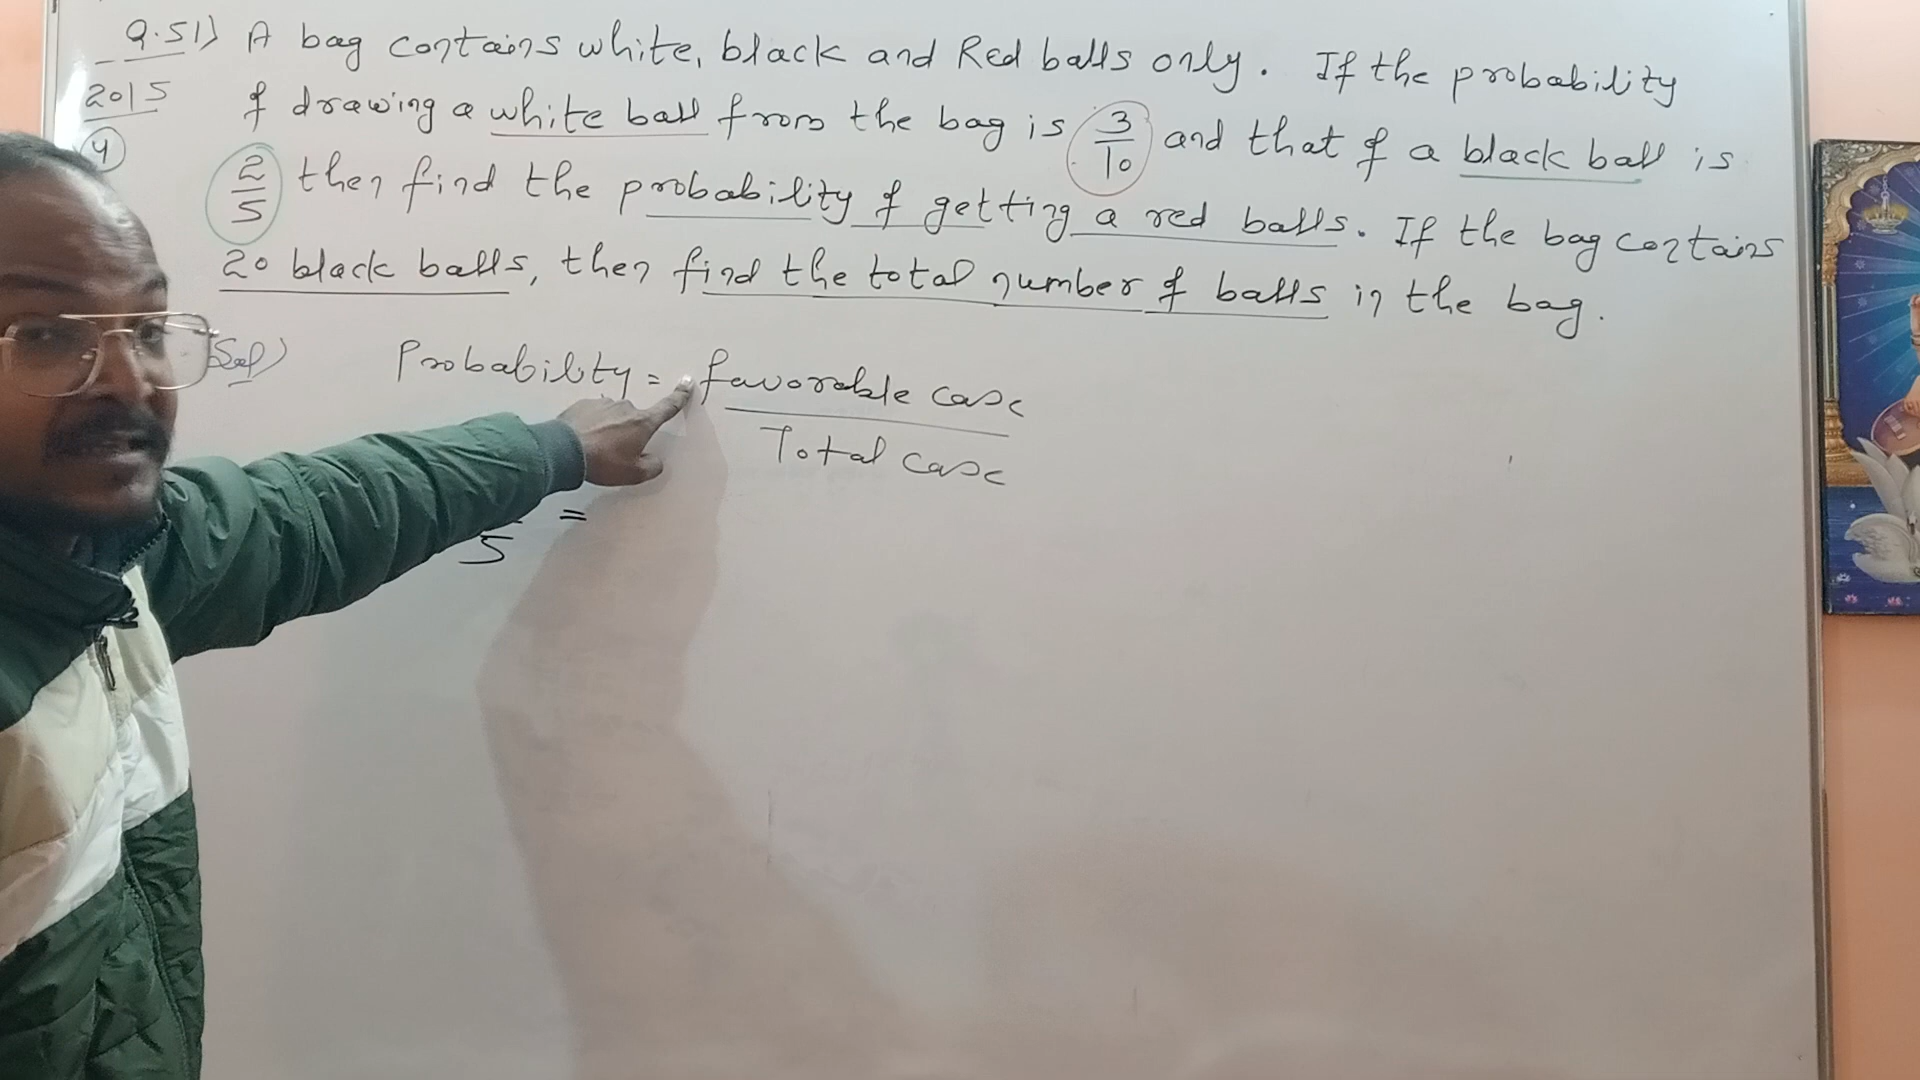 Q.51) A bag contains white, black and Red balls only. If the probability
2015 of drawing a white ball from the bag is 3/10 and that of a black ball is
(4) 2/5 then find the probability of getting a red balls. If the bag contains
20 black balls, then find the total number of balls in the bag.
Sol) Probability = favorable case
Total case
5 =